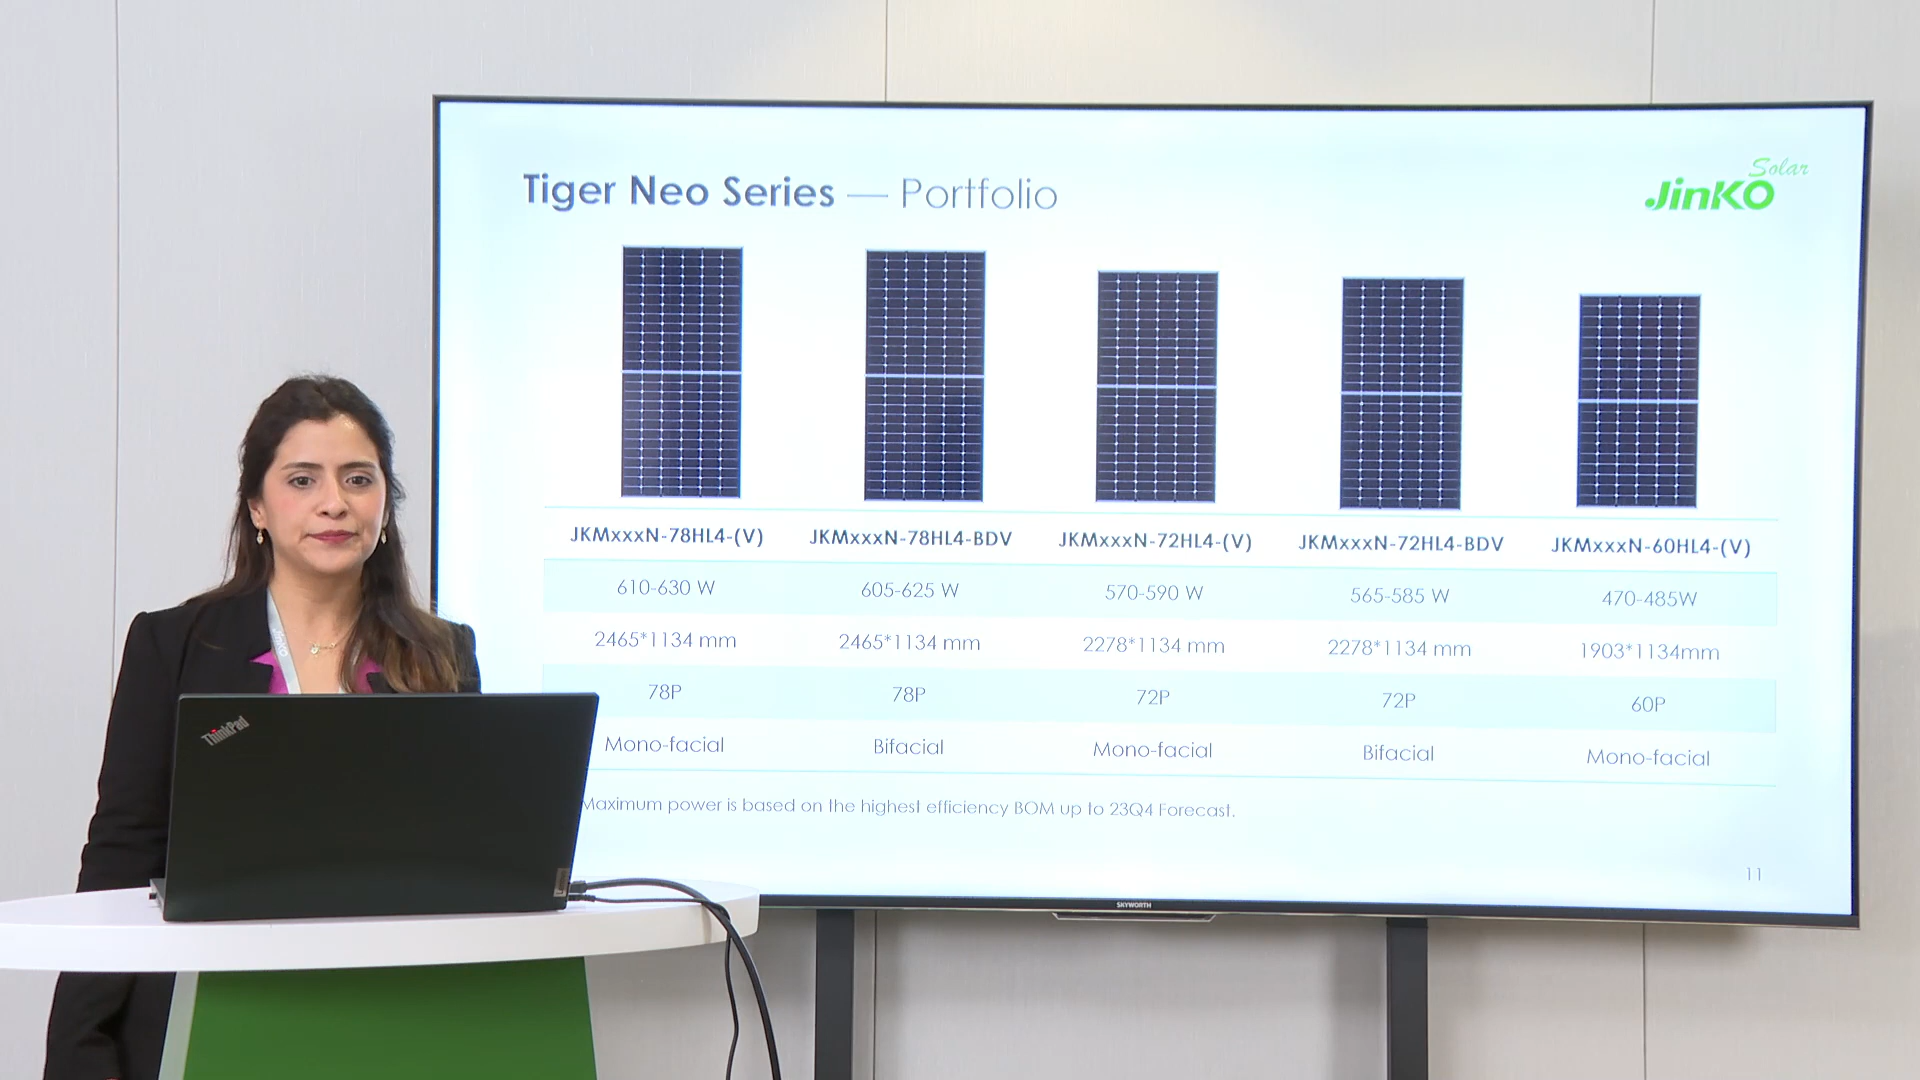 Tiger Neo Series — Portfolio
Solar
JinKO
JKMxxxN-78HL4-(V) JKMxxxN-78HL4-BDV JKMxxxN-72HL4-(V) JKMxxxN-72HL4-BDV JKMxxxN-60HL4-(V)
610-630 W 605-625 W 570-590 W 565-585 W 470-485W
2465*1134 mm 2465*1134 mm 2278*1134 mm 2278*1134 mm 1903*1134mm
78P 78P 72P 72P 60P
Mono-facial Bifacial Mono-facial Bifacial Mono-facial
Maximum power is based on the highest efficiency BOM up to 23Q4 Forecast.
11
SKYWORTH
JinKO
ThinkPad